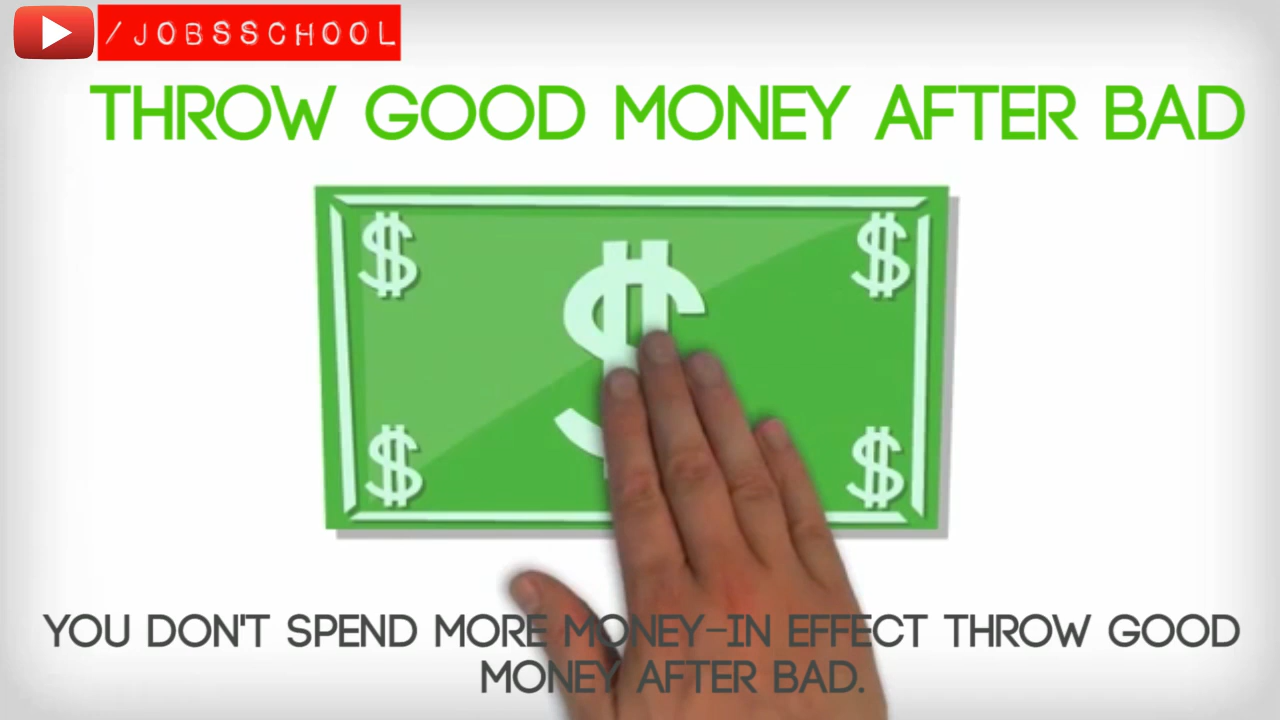 /JOBSSCHOOL
THROW GOOD MONEY AFTER BAD
$ $
$
$ $
YOU DON'T SPEND MORE MONEY-IN EFFECT THROW GOOD
MONEY AFTER BAD.